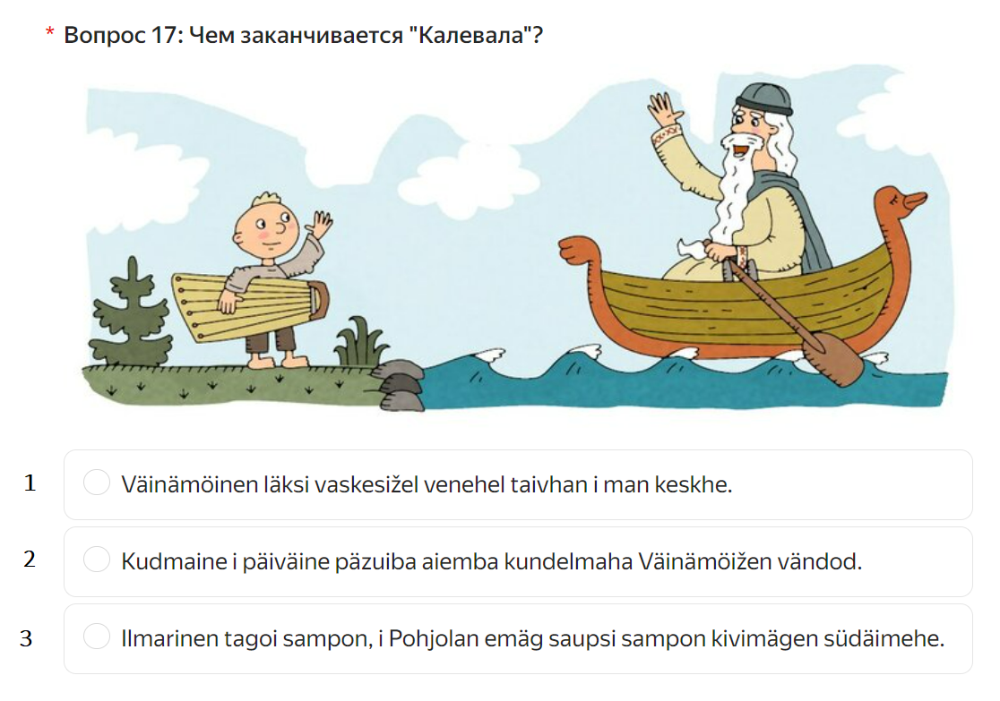 * Вопрос 17: Чем заканчивается "Калевала"?
1 Väinämöinen läksi vaskesižel venehel taivhan i man keskhe.
2 Kudmaine i päiväine päzuiba aiemba kundelmaha Väinämöižen vändod.
3 Ilmarinen tagoi sampon, i Pohjolan emäg saupsi sampon kivimägen südäimehe.